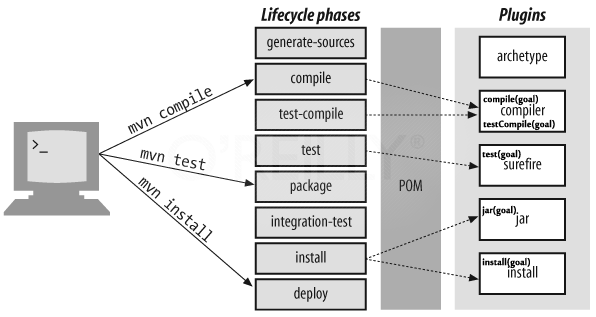 Lifecycle phases
Plugins
generate-sources
compile
test-compile
test
package
integration-test
install
deploy
>_
mvn compile
mvn test
mvn install
O'REILLY®
POM
archetype
compile(goal)
compiler
testCompile(goal)
test(goal)
surefire
jar(goal)
jar
install(goal)
install